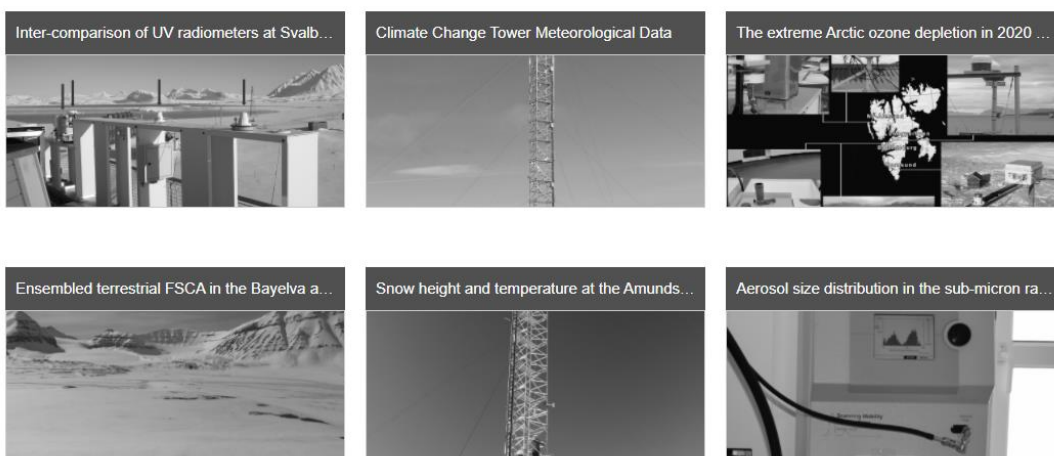 Inter-comparison of UV radiometers at Svalb...
Climate Change Tower Meteorological Data
The extreme Arctic ozone depletion in 2020 ...
Ensembled terrestrial FSCA in the Bayelva a...
Snow height and temperature at the Amunds...
Aerosol size distribution in the sub-micron ra...
Scanning Mobility